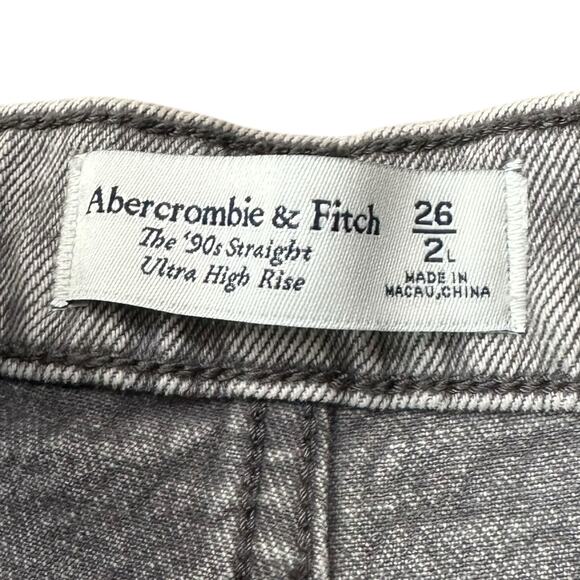 Abercrombie & Fitch
The '90s Straight
Ultra High Rise
26
2L
MADE IN
MACAU,CHINA